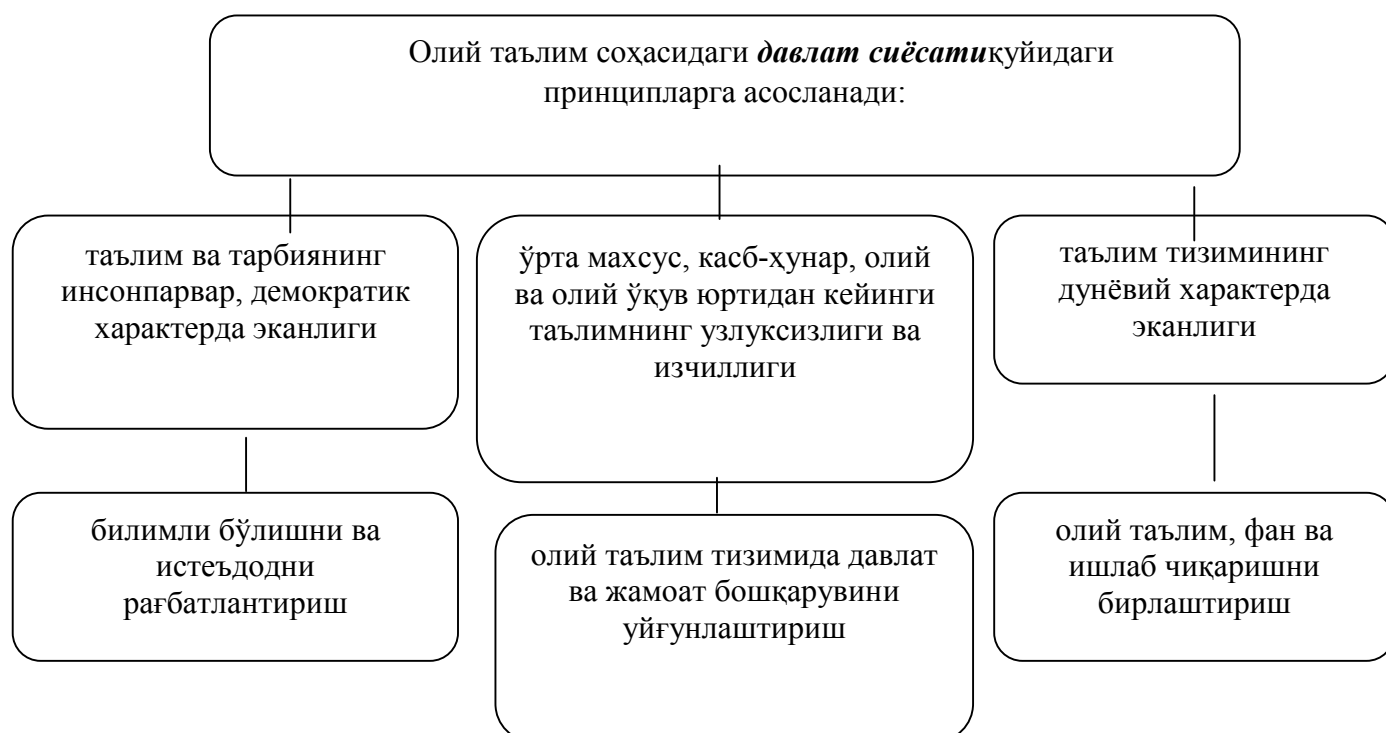 Олий таълим соҳасидаги давлат сиёсатиқуйидаги
принципларга асосланади:
таълим ва тарбиянинг
инсонпарвар, демократик
характерда эканлиги
ўрта махсус, касб-ҳунар, олий
ва олий ўқув юртидан кейинги
таълимнинг узлуксизлиги ва
изчиллиги
таълим тизимининг
дунёвий характерда
эканлиги
билимли бўлишни ва
истеъдодни
рағбатлантириш
олий таълим тизимида давлат
ва жамоат бошқарувини
уйғунлаштириш
олий таълим, фан ва
ишлаб чиқаришни
бирлаштириш